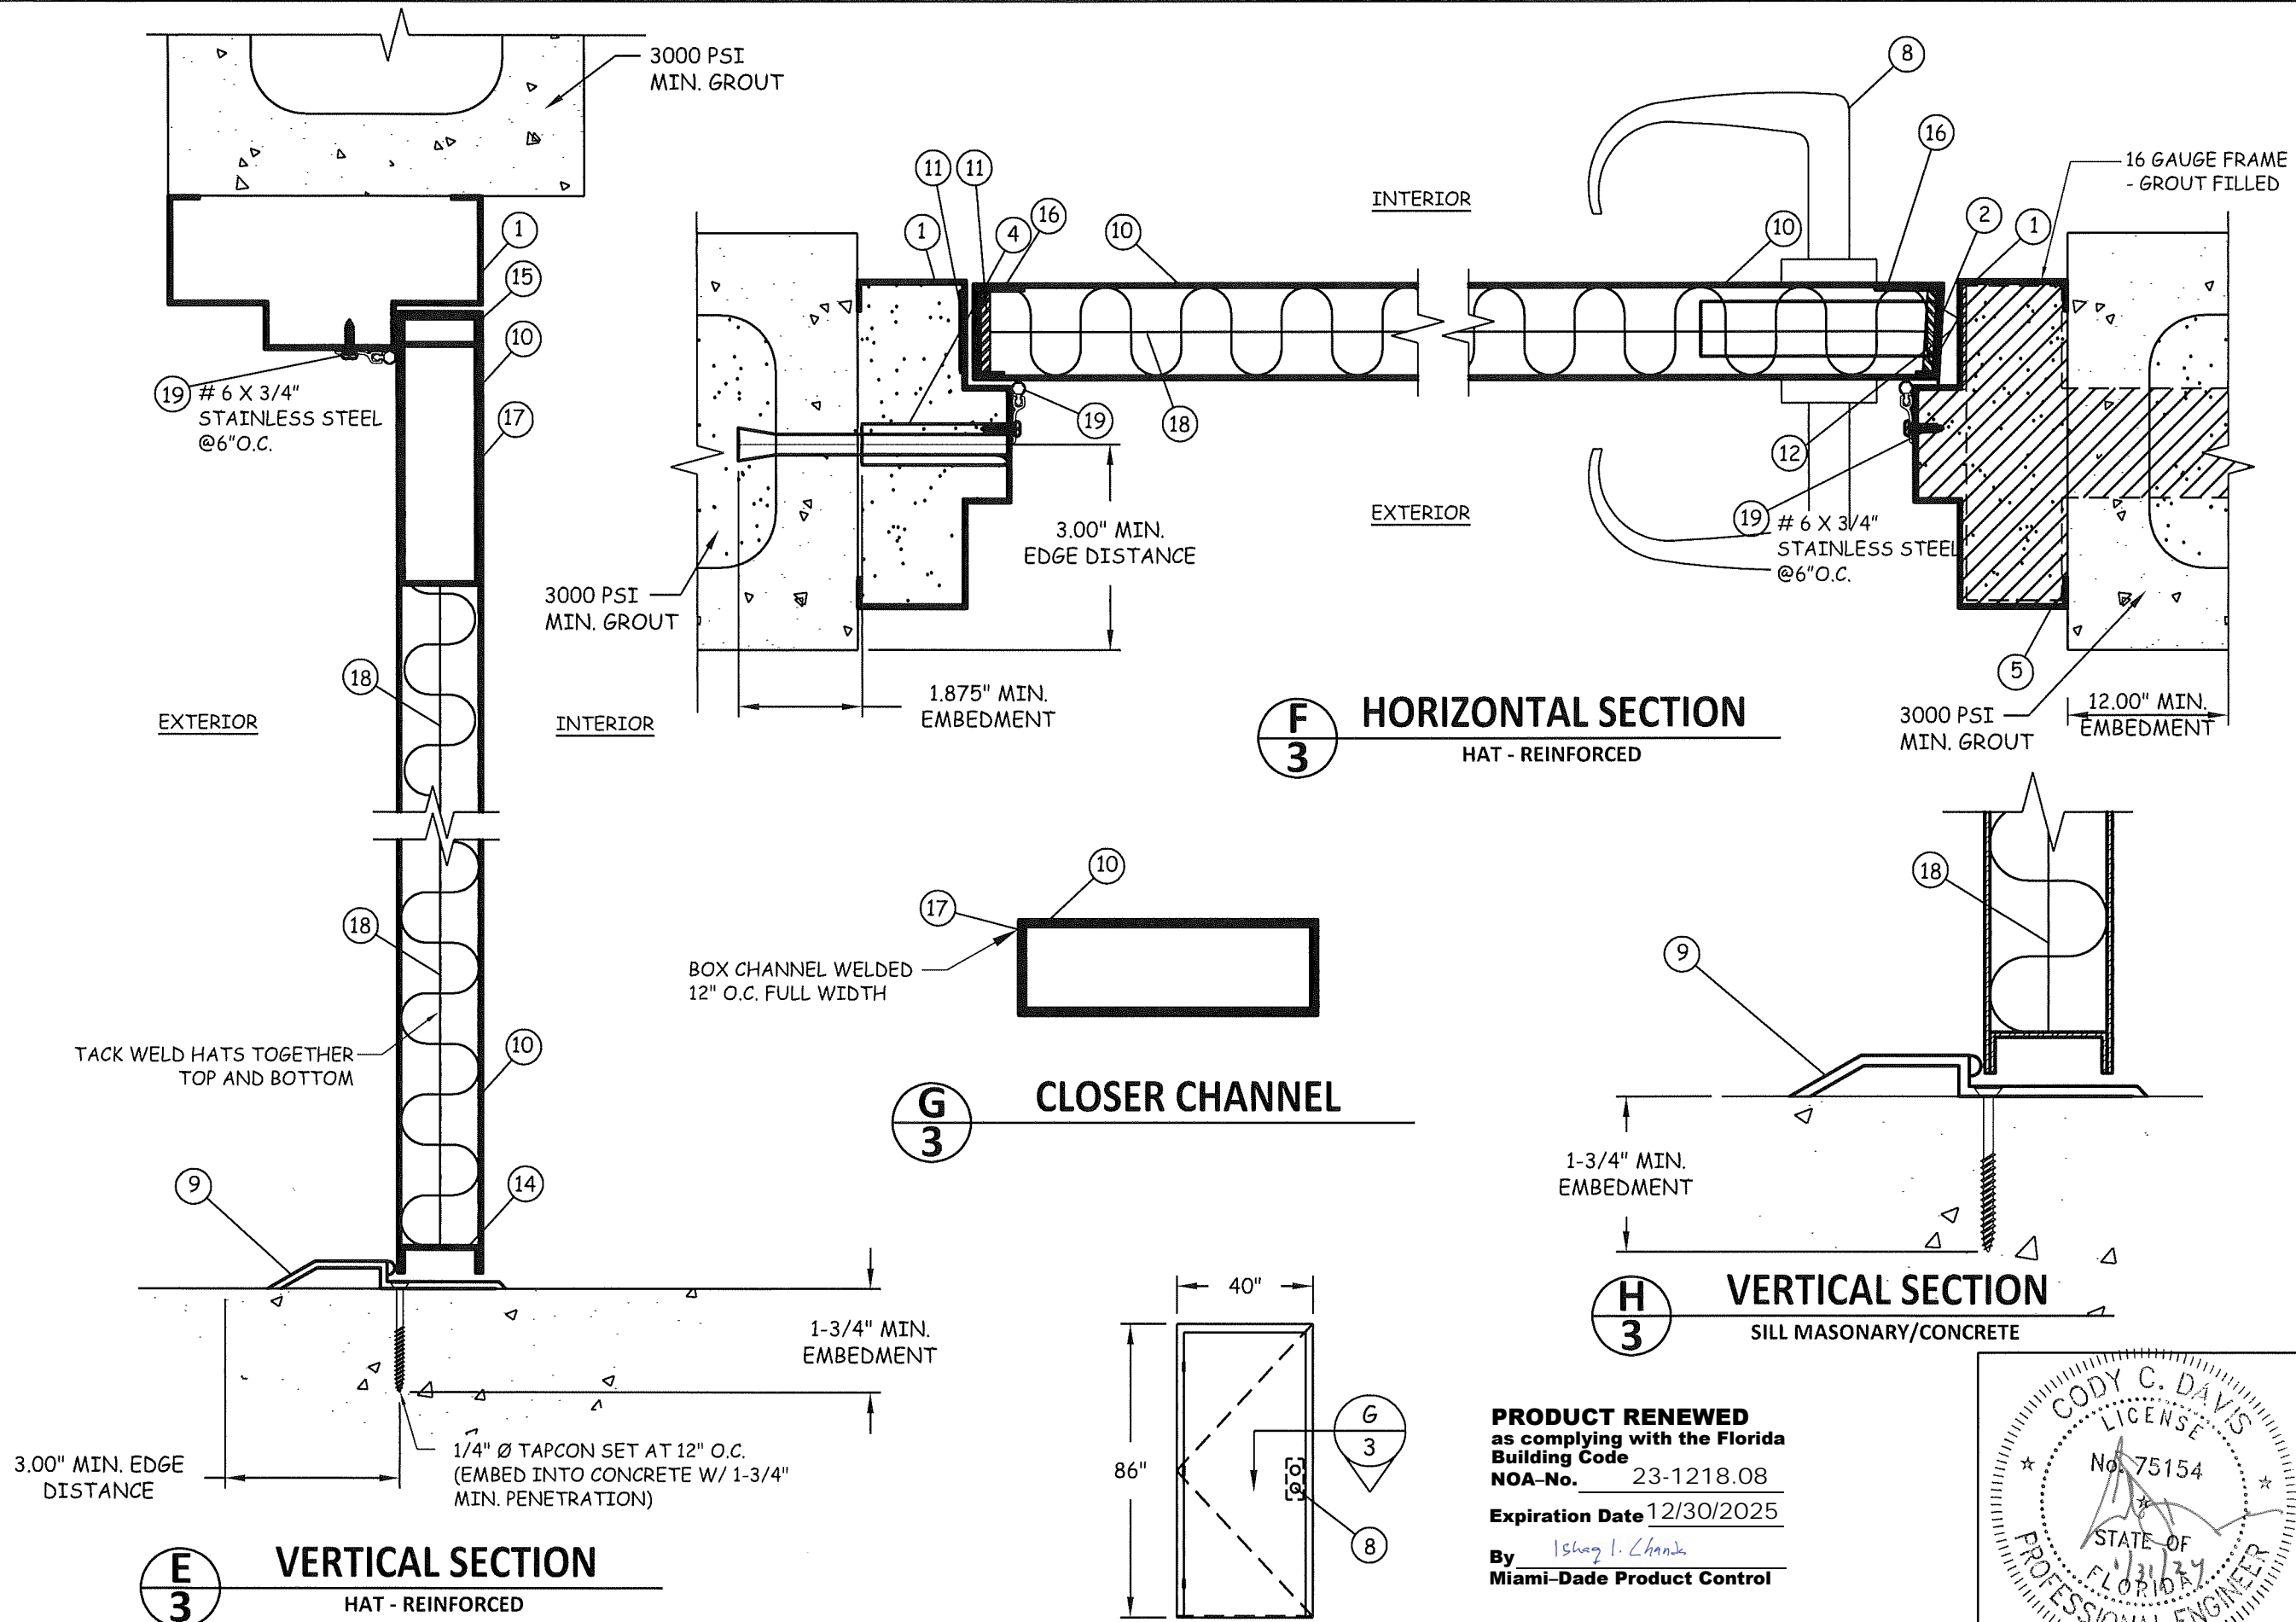 3000 PSI
MIN. GROUT
1
15
10
17
19
# 6 X 3/4"
STAINLESS STEEL
@6"O.C.
18
EXTERIOR
INTERIOR
18
TACK WELD HATS TOGETHER
TOP AND BOTTOM
10
14
9
1-3/4" MIN.
EMBEDMENT
3.00" MIN. EDGE
DISTANCE
1/4" Ø TAPCON SET AT 12" O.C.
(EMBED INTO CONCRETE W/ 1-3/4"
MIN. PENETRATION)
E
3
VERTICAL SECTION
HAT - REINFORCED
8
16
16 GAUGE FRAME
- GROUT FILLED
11
11
INTERIOR
1
4
16
10
10
2
1
19
18
12
3.00" MIN.
EDGE DISTANCE
EXTERIOR
19
# 6 X 3/4"
STAINLESS STEEL
@6"O.C.
3000 PSI
MIN. GROUT
5
1.875" MIN.
EMBEDMENT
3000 PSI
MIN. GROUT
12.00" MIN.
EMBEDMENT
F
3
HORIZONTAL SECTION
HAT - REINFORCED
10
17
BOX CHANNEL WELDED
12" O.C. FULL WIDTH
G
3
CLOSER CHANNEL
18
9
1-3/4" MIN.
EMBEDMENT
H
3
VERTICAL SECTION
SILL MASONARY/CONCRETE
40"
86"
G
3
8
PRODUCT RENEWED
as complying with the Florida
Building Code
NOA–No. 23-1218.08
Expiration Date 12/30/2025
By Ishaq I. Chanda
Miami–Dade Product Control
CODY C. DAVIS
LICENSE
No. 75154
STATE OF
1/31/24
FLORIDA
PROFESSIONAL ENGINEER